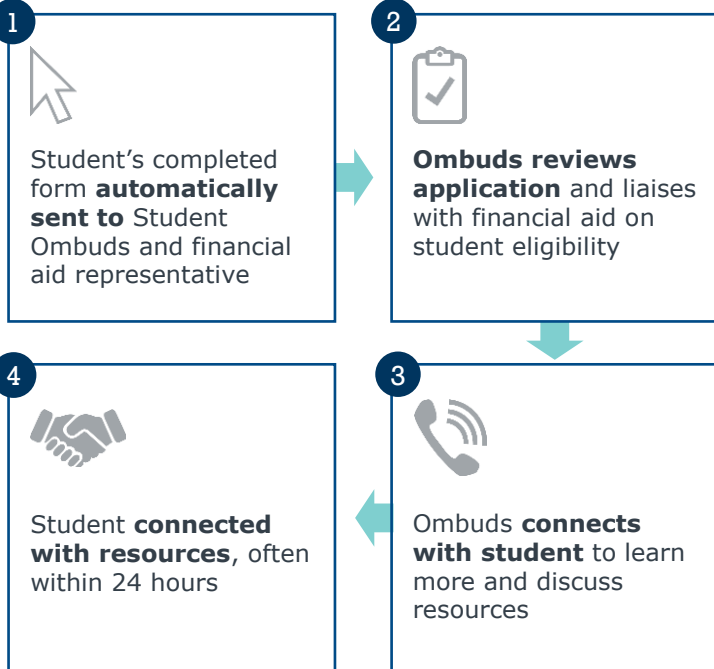 1
Student’s completed
form automatically
sent to Student
Ombuds and financial
aid representative
2
Ombuds reviews
application and liaises
with financial aid on
student eligibility
3
Ombuds connects
with student to learn
more and discuss
resources
4
Student connected
with resources, often
within 24 hours